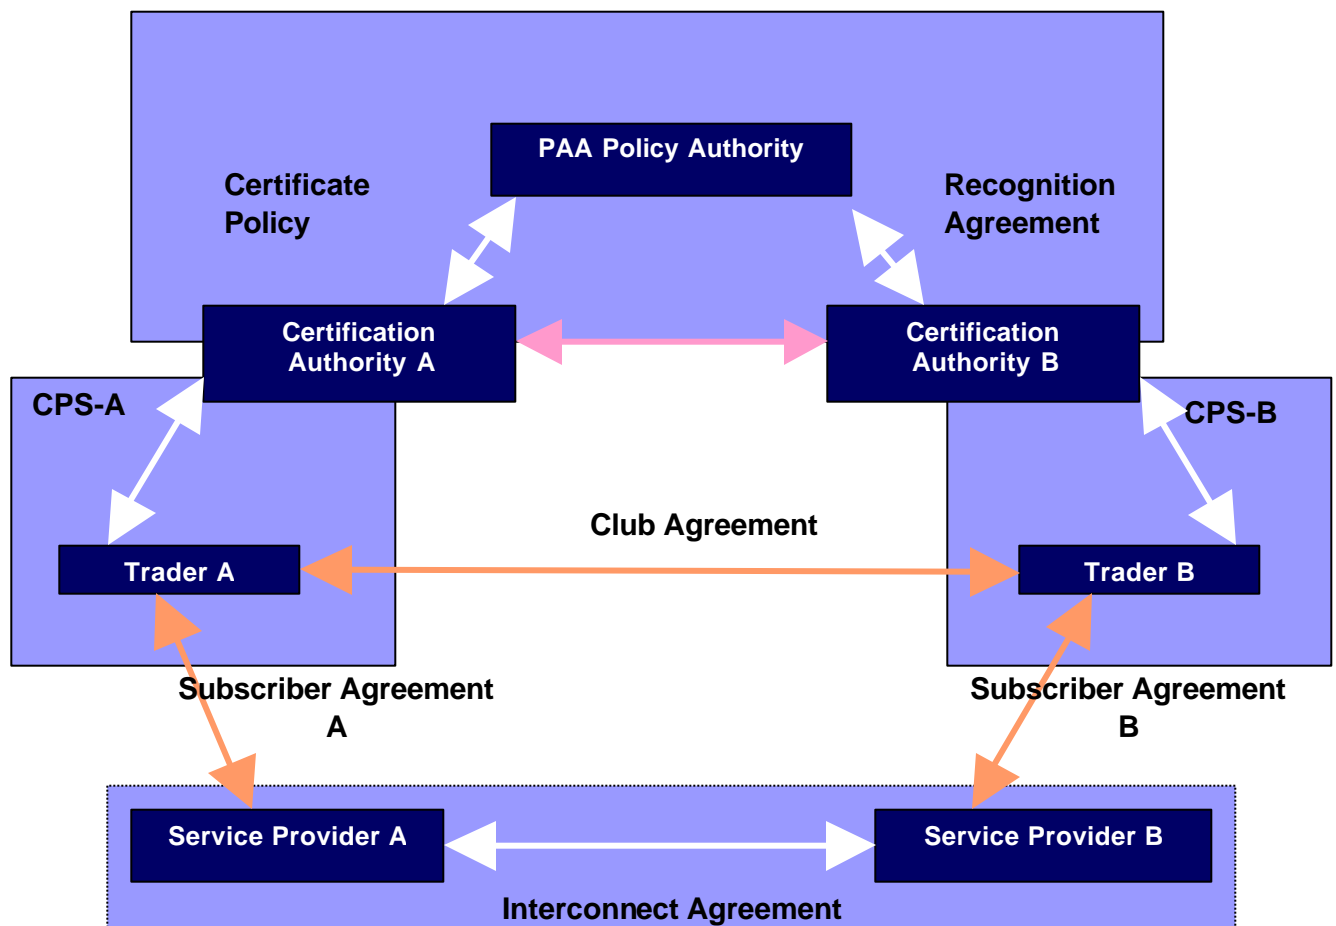 PAA Policy Authority
Certificate
Policy
Recognition
Agreement
Certification
Authority A
Certification
Authority B
CPS-A
CPS-B
Club Agreement
Trader A
Trader B
Subscriber Agreement
A
Subscriber Agreement
B
Service Provider A
Service Provider B
Interconnect Agreement